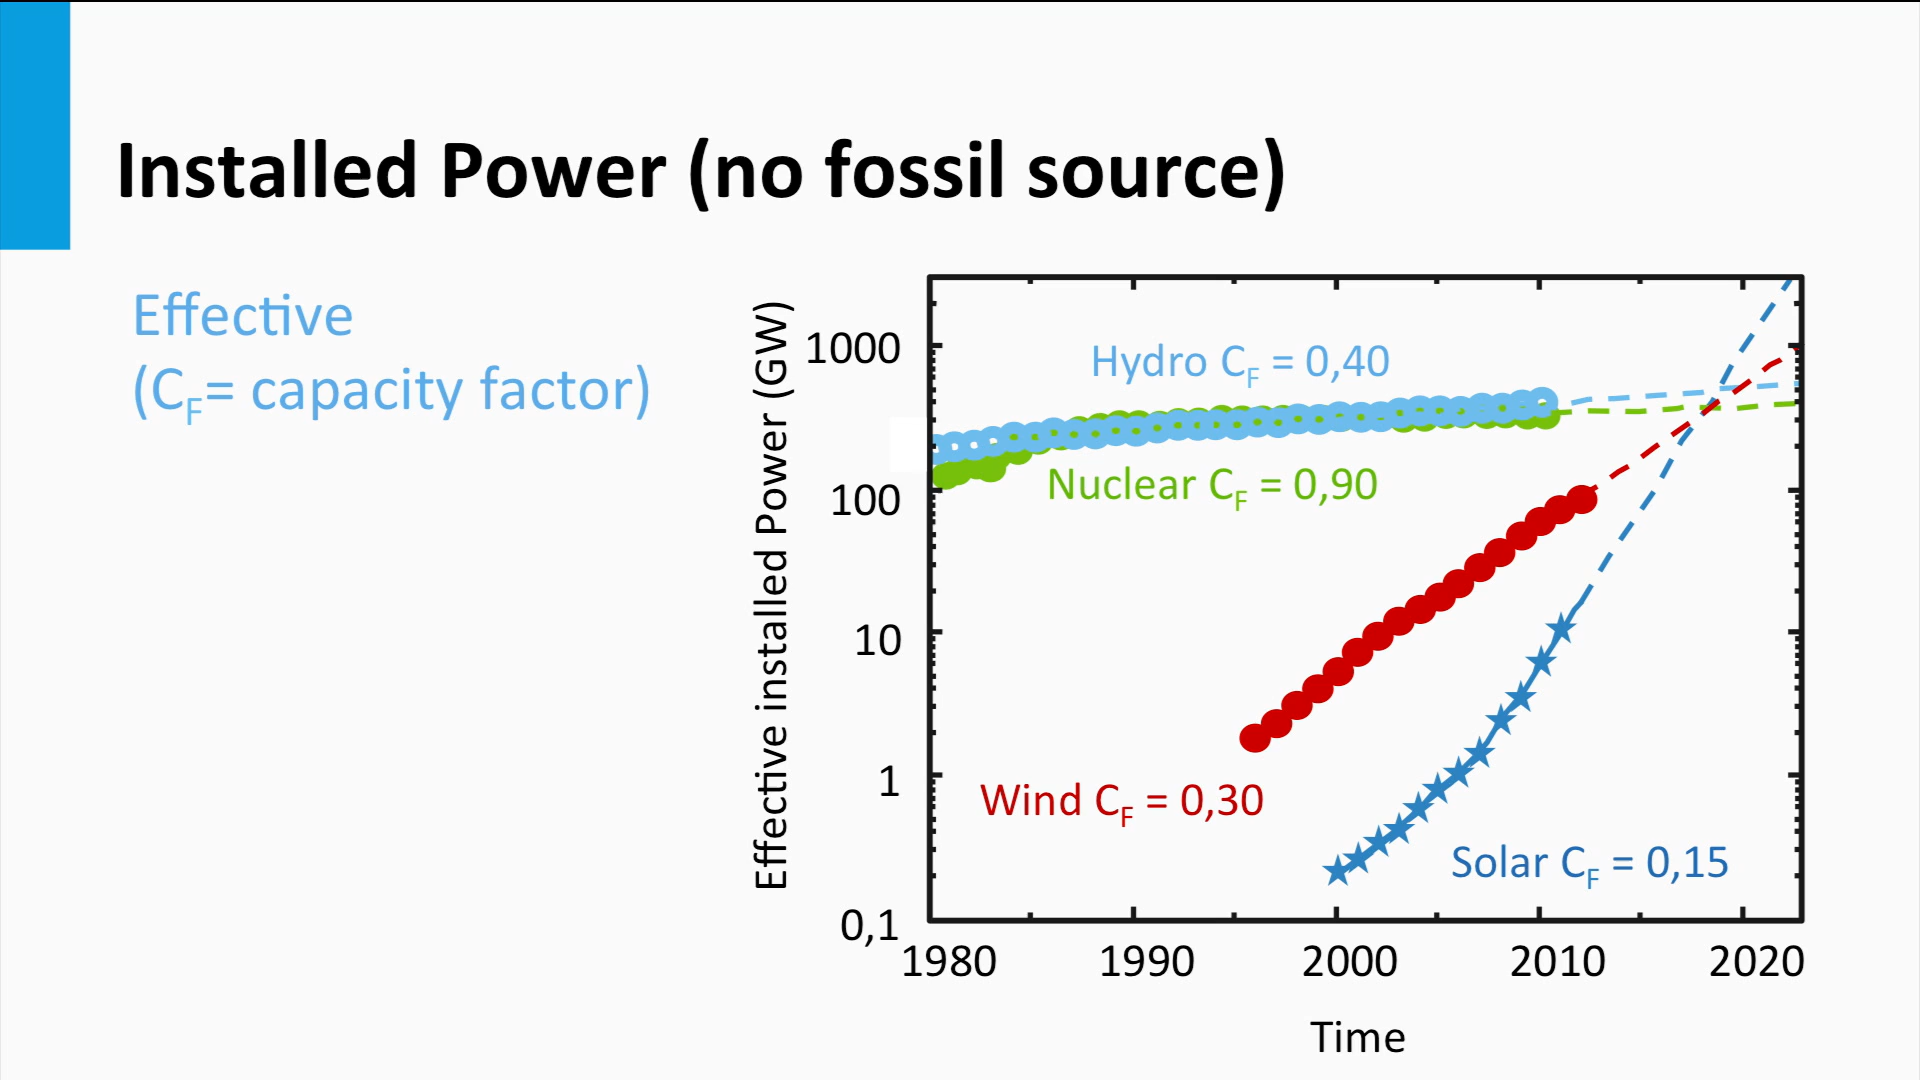 Installed Power (no fossil source)
Effective
(CF= capacity factor)
Effective installed Power (GW)
1000
100
10
1
0,1
Hydro CF = 0,40
Nuclear CF = 0,90
Wind CF = 0,30
Solar CF = 0,15
1980 1990 2000 2010 2020
Time